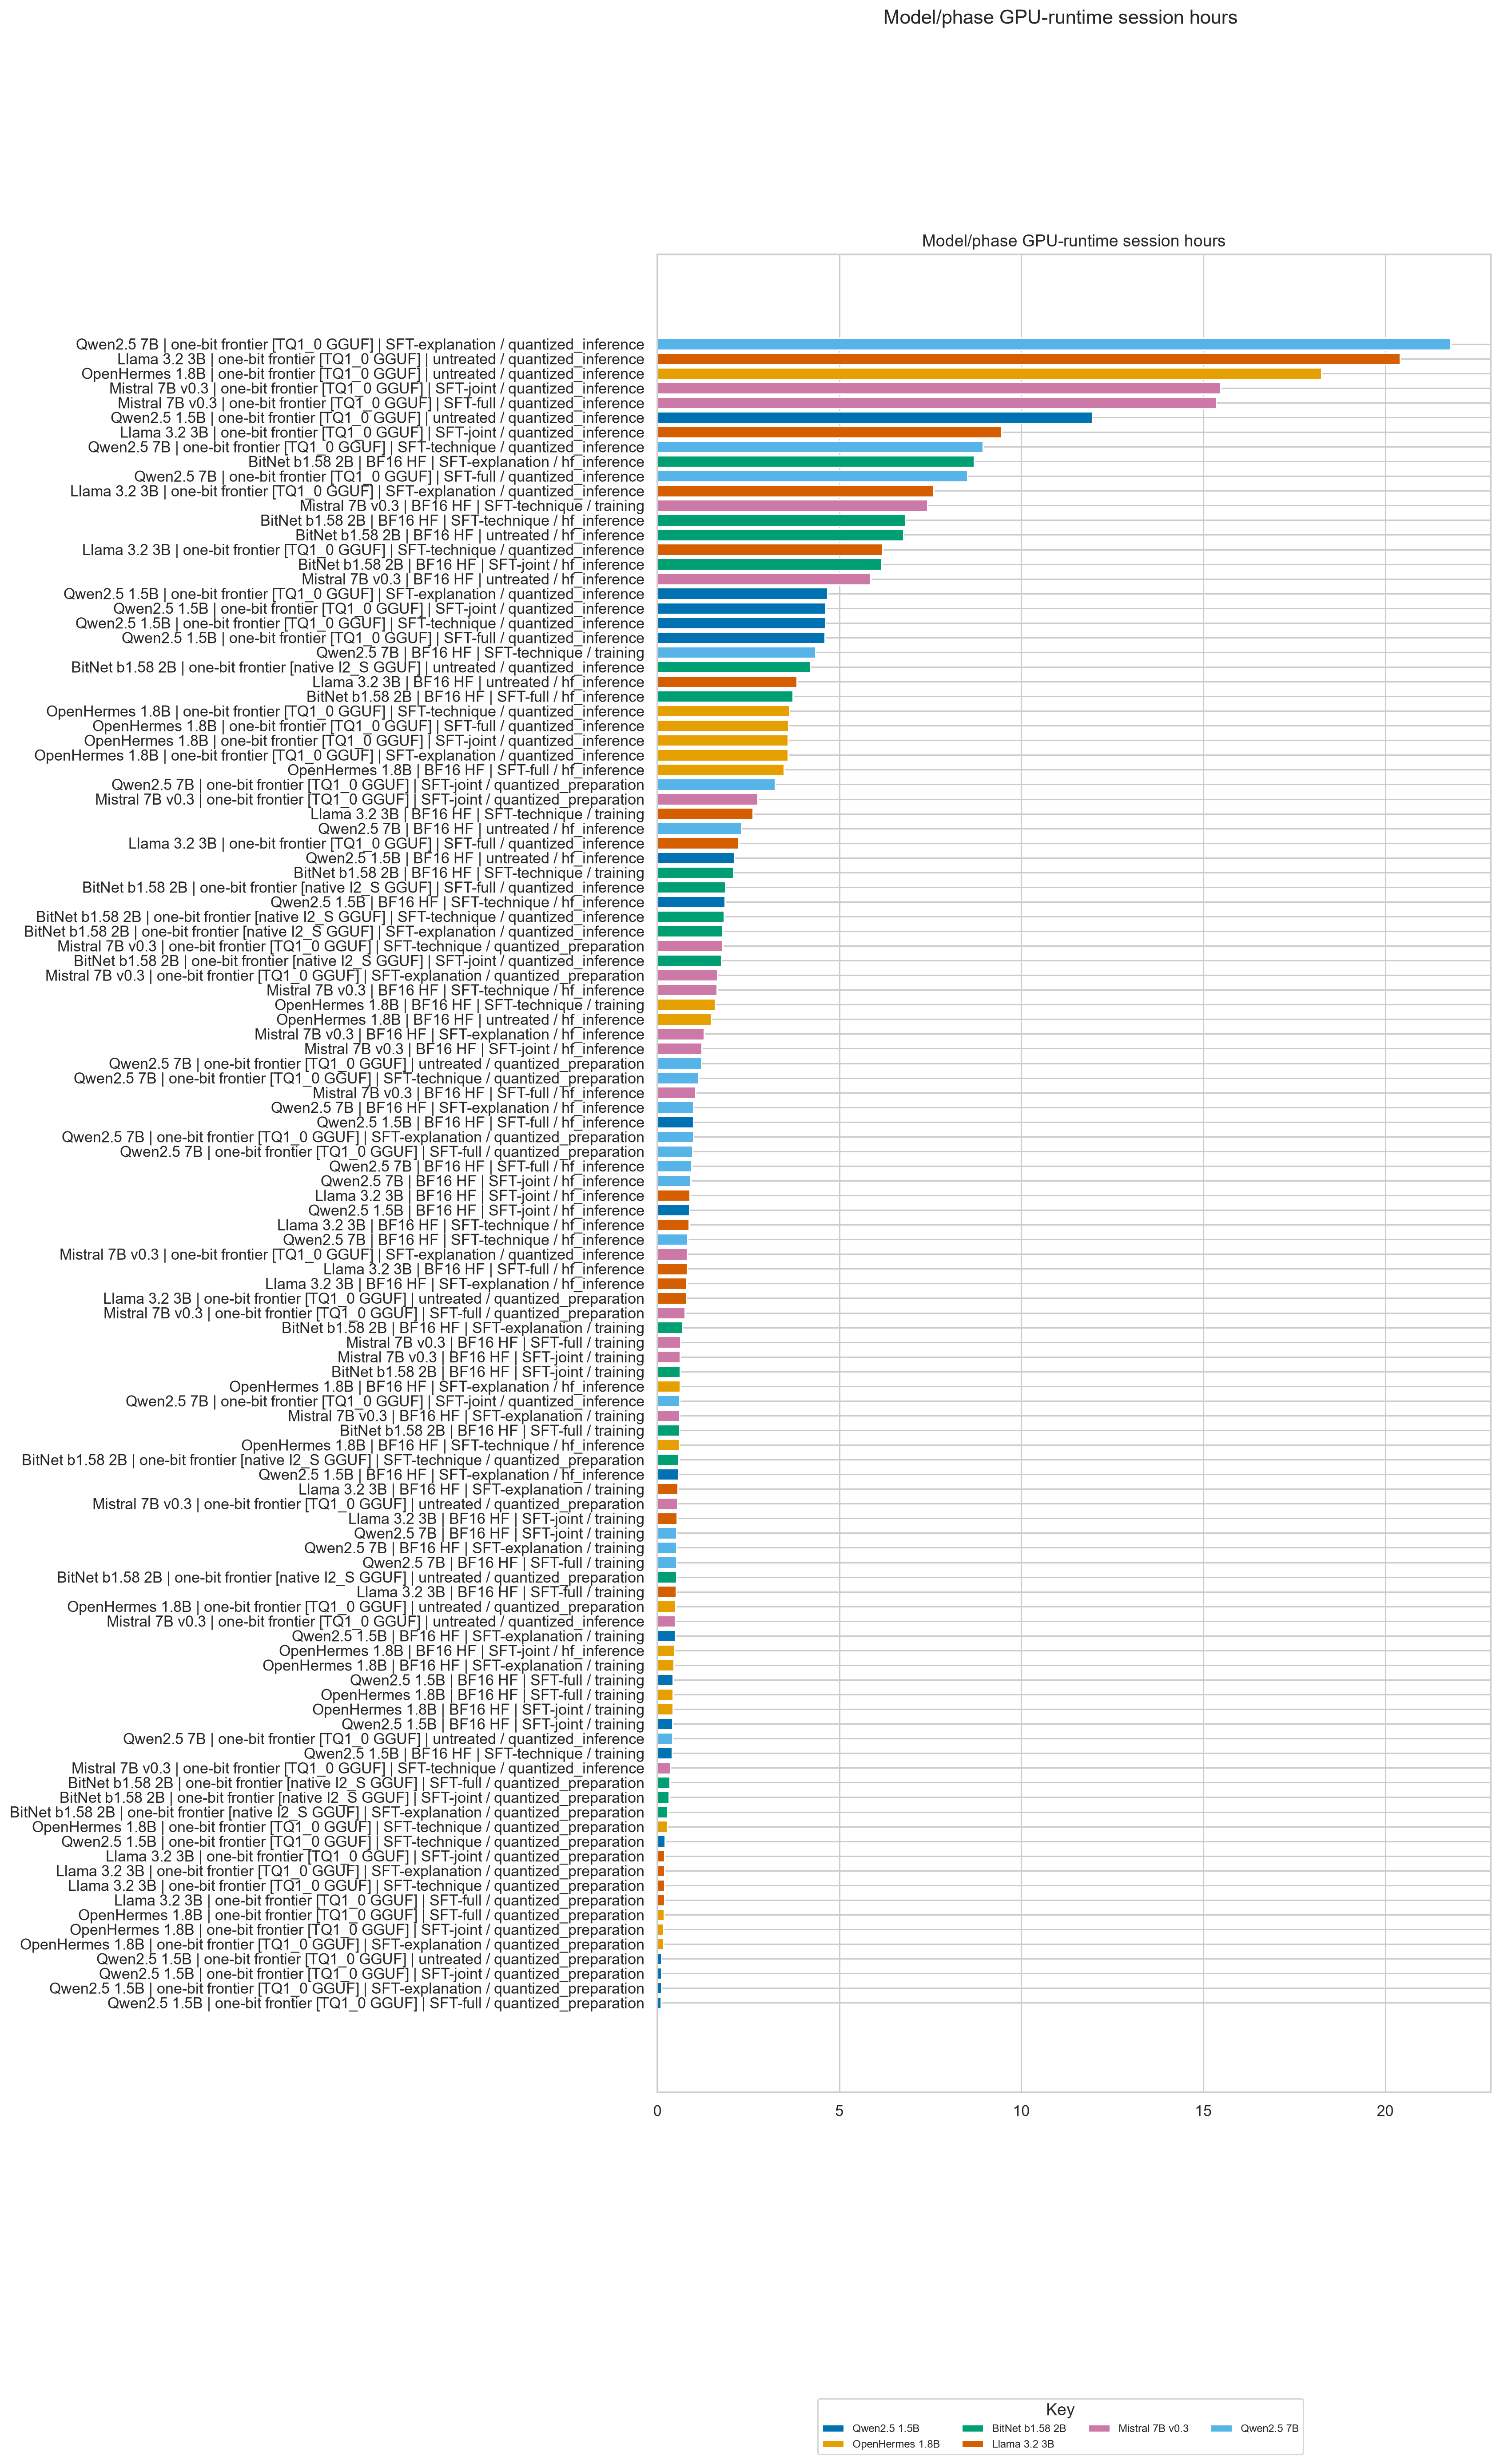 Model/phase GPU-runtime session hours
Model/phase GPU-runtime session hours
Qwen2.5 7B | one-bit frontier [TQ1_0 GGUF] | SFT-explanation / quantized_inference
Llama 3.2 3B | one-bit frontier [TQ1_0 GGUF] | untreated / quantized_inference
OpenHermes 1.8B | one-bit frontier [TQ1_0 GGUF] | untreated / quantized_inference
Mistral 7B v0.3 | one-bit frontier [TQ1_0 GGUF] | SFT-joint / quantized_inference
Mistral 7B v0.3 | one-bit frontier [TQ1_0 GGUF] | SFT-full / quantized_inference
Qwen2.5 1.5B | one-bit frontier [TQ1_0 GGUF] | untreated / quantized_inference
Llama 3.2 3B | one-bit frontier [TQ1_0 GGUF] | SFT-joint / quantized_inference
Qwen2.5 7B | one-bit frontier [TQ1_0 GGUF] | SFT-technique / quantized_inference
BitNet b1.58 2B | BF16 HF | SFT-explanation / hf_inference
Qwen2.5 7B | one-bit frontier [TQ1_0 GGUF] | SFT-full / quantized_inference
Llama 3.2 3B | one-bit frontier [TQ1_0 GGUF] | SFT-explanation / quantized_inference
Mistral 7B v0.3 | BF16 HF | SFT-technique / training
BitNet b1.58 2B | BF16 HF | SFT-technique / hf_inference
BitNet b1.58 2B | BF16 HF | untreated / hf_inference
Llama 3.2 3B | one-bit frontier [TQ1_0 GGUF] | SFT-technique / quantized_inference
BitNet b1.58 2B | BF16 HF | SFT-joint / hf_inference
Mistral 7B v0.3 | BF16 HF | untreated / hf_inference
Qwen2.5 1.5B | one-bit frontier [TQ1_0 GGUF] | SFT-explanation / quantized_inference
Qwen2.5 1.5B | one-bit frontier [TQ1_0 GGUF] | SFT-joint / quantized_inference
Qwen2.5 1.5B | one-bit frontier [TQ1_0 GGUF] | SFT-technique / quantized_inference
Qwen2.5 1.5B | one-bit frontier [TQ1_0 GGUF] | SFT-full / quantized_inference
Qwen2.5 7B | BF16 HF | SFT-technique / training
BitNet b1.58 2B | one-bit frontier [native I2_S GGUF] | untreated / quantized_inference
Llama 3.2 3B | BF16 HF | untreated / hf_inference
BitNet b1.58 2B | BF16 HF | SFT-full / hf_inference
OpenHermes 1.8B | one-bit frontier [TQ1_0 GGUF] | SFT-technique / quantized_inference
OpenHermes 1.8B | one-bit frontier [TQ1_0 GGUF] | SFT-full / quantized_inference
OpenHermes 1.8B | one-bit frontier [TQ1_0 GGUF] | SFT-joint / quantized_inference
OpenHermes 1.8B | one-bit frontier [TQ1_0 GGUF] | SFT-explanation / quantized_inference
OpenHermes 1.8B | BF16 HF | SFT-full / hf_inference
Qwen2.5 7B | one-bit frontier [TQ1_0 GGUF] | SFT-joint / quantized_preparation
Mistral 7B v0.3 | one-bit frontier [TQ1_0 GGUF] | SFT-joint / quantized_preparation
Llama 3.2 3B | BF16 HF | SFT-technique / training
Qwen2.5 7B | BF16 HF | untreated / hf_inference
Llama 3.2 3B | one-bit frontier [TQ1_0 GGUF] | SFT-full / quantized_inference
Qwen2.5 1.5B | BF16 HF | untreated / hf_inference
BitNet b1.58 2B | BF16 HF | SFT-technique / training
BitNet b1.58 2B | one-bit frontier [native I2_S GGUF] | SFT-full / quantized_inference
Qwen2.5 1.5B | BF16 HF | SFT-technique / hf_inference
BitNet b1.58 2B | one-bit frontier [native I2_S GGUF] | SFT-technique / quantized_inference
BitNet b1.58 2B | one-bit frontier [native I2_S GGUF] | SFT-explanation / quantized_inference
Mistral 7B v0.3 | one-bit frontier [TQ1_0 GGUF] | SFT-technique / quantized_preparation
BitNet b1.58 2B | one-bit frontier [native I2_S GGUF] | SFT-joint / quantized_inference
Mistral 7B v0.3 | one-bit frontier [TQ1_0 GGUF] | SFT-explanation / quantized_preparation
Mistral 7B v0.3 | BF16 HF | SFT-technique / hf_inference
OpenHermes 1.8B | BF16 HF | SFT-technique / training
OpenHermes 1.8B | BF16 HF | untreated / hf_inference
Mistral 7B v0.3 | BF16 HF | SFT-explanation / hf_inference
Mistral 7B v0.3 | BF16 HF | SFT-joint / hf_inference
Qwen2.5 7B | one-bit frontier [TQ1_0 GGUF] | untreated / quantized_preparation
Qwen2.5 7B | one-bit frontier [TQ1_0 GGUF] | SFT-technique / quantized_preparation
Mistral 7B v0.3 | BF16 HF | SFT-full / hf_inference
Qwen2.5 7B | BF16 HF | SFT-explanation / hf_inference
Qwen2.5 1.5B | BF16 HF | SFT-full / hf_inference
Qwen2.5 7B | one-bit frontier [TQ1_0 GGUF] | SFT-explanation / quantized_preparation
Qwen2.5 7B | one-bit frontier [TQ1_0 GGUF] | SFT-full / quantized_preparation
Qwen2.5 7B | BF16 HF | SFT-full / hf_inference
Qwen2.5 7B | BF16 HF | SFT-joint / hf_inference
Llama 3.2 3B | BF16 HF | SFT-joint / hf_inference
Qwen2.5 1.5B | BF16 HF | SFT-joint / hf_inference
Llama 3.2 3B | BF16 HF | SFT-technique / hf_inference
Qwen2.5 7B | BF16 HF | SFT-technique / hf_inference
Mistral 7B v0.3 | one-bit frontier [TQ1_0 GGUF] | SFT-explanation / quantized_inference
Llama 3.2 3B | BF16 HF | SFT-full / hf_inference
Llama 3.2 3B | BF16 HF | SFT-explanation / hf_inference
Llama 3.2 3B | one-bit frontier [TQ1_0 GGUF] | untreated / quantized_preparation
Mistral 7B v0.3 | one-bit frontier [TQ1_0 GGUF] | SFT-full / quantized_preparation
BitNet b1.58 2B | BF16 HF | SFT-explanation / training
Mistral 7B v0.3 | BF16 HF | SFT-full / training
Mistral 7B v0.3 | BF16 HF | SFT-joint / training
BitNet b1.58 2B | BF16 HF | SFT-joint / training
OpenHermes 1.8B | BF16 HF | SFT-explanation / hf_inference
Qwen2.5 7B | one-bit frontier [TQ1_0 GGUF] | SFT-joint / quantized_inference
Mistral 7B v0.3 | BF16 HF | SFT-explanation / training
BitNet b1.58 2B | BF16 HF | SFT-full / training
OpenHermes 1.8B | BF16 HF | SFT-technique / hf_inference
BitNet b1.58 2B | one-bit frontier [native I2_S GGUF] | SFT-technique / quantized_preparation
Qwen2.5 1.5B | BF16 HF | SFT-explanation / hf_inference
Llama 3.2 3B | BF16 HF | SFT-explanation / training
Mistral 7B v0.3 | one-bit frontier [TQ1_0 GGUF] | untreated / quantized_preparation
Llama 3.2 3B | BF16 HF | SFT-joint / training
Qwen2.5 7B | BF16 HF | SFT-joint / training
Qwen2.5 7B | BF16 HF | SFT-explanation / training
Qwen2.5 7B | BF16 HF | SFT-full / training
BitNet b1.58 2B | one-bit frontier [native I2_S GGUF] | untreated / quantized_preparation
Llama 3.2 3B | BF16 HF | SFT-full / training
OpenHermes 1.8B | one-bit frontier [TQ1_0 GGUF] | untreated / quantized_preparation
Mistral 7B v0.3 | one-bit frontier [TQ1_0 GGUF] | untreated / quantized_inference
Qwen2.5 1.5B | BF16 HF | SFT-explanation / training
OpenHermes 1.8B | BF16 HF | SFT-joint / hf_inference
OpenHermes 1.8B | BF16 HF | SFT-explanation / training
Qwen2.5 1.5B | BF16 HF | SFT-full / training
OpenHermes 1.8B | BF16 HF | SFT-full / training
OpenHermes 1.8B | BF16 HF | SFT-joint / training
Qwen2.5 1.5B | BF16 HF | SFT-joint / training
Qwen2.5 7B | one-bit frontier [TQ1_0 GGUF] | untreated / quantized_inference
Qwen2.5 1.5B | BF16 HF | SFT-technique / training
Mistral 7B v0.3 | one-bit frontier [TQ1_0 GGUF] | SFT-technique / quantized_inference
BitNet b1.58 2B | one-bit frontier [native I2_S GGUF] | SFT-full / quantized_preparation
BitNet b1.58 2B | one-bit frontier [native I2_S GGUF] | SFT-joint / quantized_preparation
BitNet b1.58 2B | one-bit frontier [native I2_S GGUF] | SFT-explanation / quantized_preparation
OpenHermes 1.8B | one-bit frontier [TQ1_0 GGUF] | SFT-technique / quantized_preparation
Qwen2.5 1.5B | one-bit frontier [TQ1_0 GGUF] | SFT-technique / quantized_preparation
Llama 3.2 3B | one-bit frontier [TQ1_0 GGUF] | SFT-joint / quantized_preparation
Llama 3.2 3B | one-bit frontier [TQ1_0 GGUF] | SFT-explanation / quantized_preparation
Llama 3.2 3B | one-bit frontier [TQ1_0 GGUF] | SFT-technique / quantized_preparation
Llama 3.2 3B | one-bit frontier [TQ1_0 GGUF] | SFT-full / quantized_preparation
OpenHermes 1.8B | one-bit frontier [TQ1_0 GGUF] | SFT-full / quantized_preparation
OpenHermes 1.8B | one-bit frontier [TQ1_0 GGUF] | SFT-joint / quantized_preparation
OpenHermes 1.8B | one-bit frontier [TQ1_0 GGUF] | SFT-explanation / quantized_preparation
Qwen2.5 1.5B | one-bit frontier [TQ1_0 GGUF] | untreated / quantized_preparation
Qwen2.5 1.5B | one-bit frontier [TQ1_0 GGUF] | SFT-joint / quantized_preparation
Qwen2.5 1.5B | one-bit frontier [TQ1_0 GGUF] | SFT-explanation / quantized_preparation
Qwen2.5 1.5B | one-bit frontier [TQ1_0 GGUF] | SFT-full / quantized_preparation
0 5 10 15 20
Key
Qwen2.5 1.5B BitNet b1.58 2B Mistral 7B v0.3 Qwen2.5 7B
OpenHermes 1.8B Llama 3.2 3B